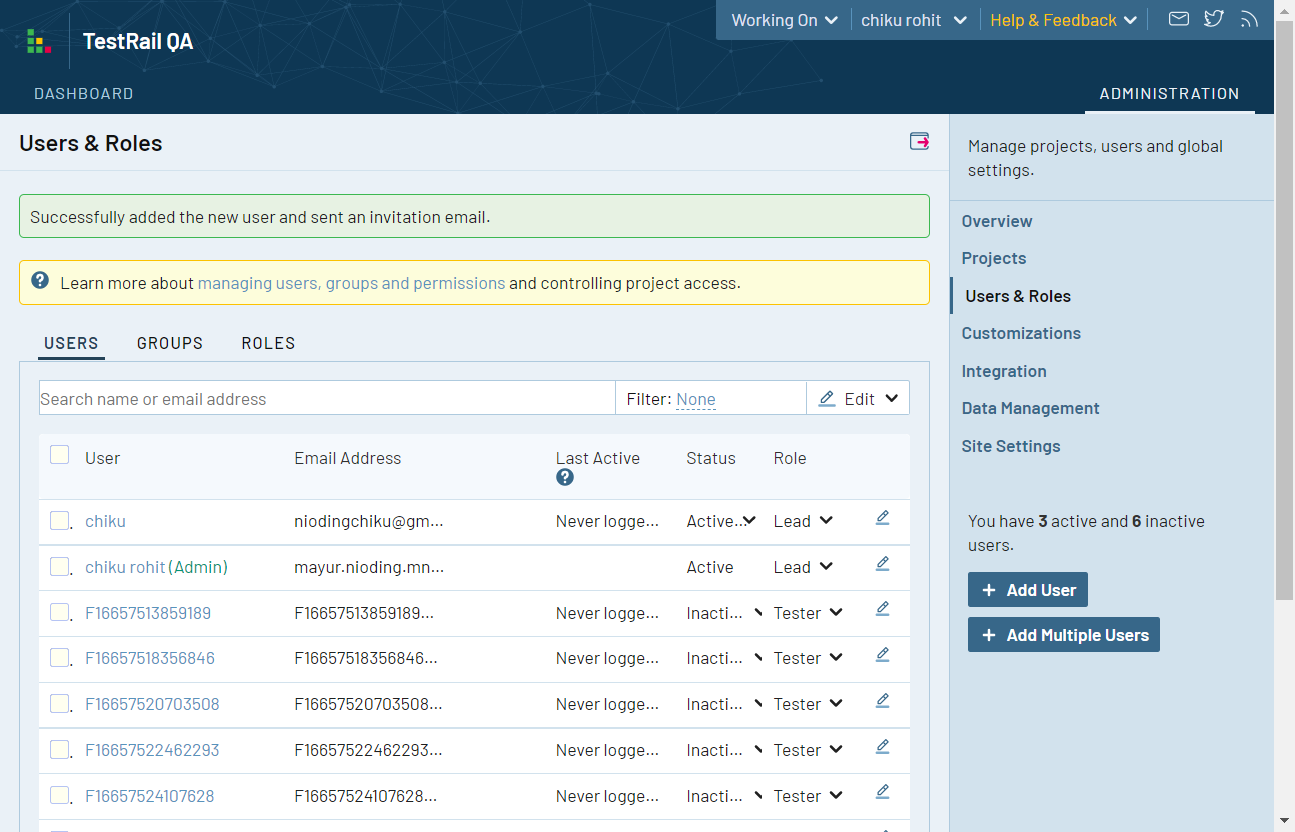 Working On
chiku rohit
Help & Feedback
TestRail QA
DASHBOARD
ADMINISTRATION
Users & Roles
Successfully added the new user and sent an invitation email.
Learn more about managing users, groups and permissions and controlling project access.
USERS GROUPS ROLES
Search name or email address
Filter: None
Edit
User Email Address Last Active Status Role
chiku niodingchiku@gm... Never logge... Active... Lead
chiku rohit (Admin) mayur.nioding.mn... Active Lead
F16657513859189 F16657513859189... Never logge... Inacti... Tester
F16657518356846 F16657518356846... Never logge... Inacti... Tester
F16657520703508 F16657520703508... Never logge... Inacti... Tester
F16657522462293 F16657522462293... Never logge... Inacti... Tester
F16657524107628 F16657524107628... Never logge... Inacti... Tester
Manage projects, users and global
settings.
Overview
Projects
Users & Roles
Customizations
Integration
Data Management
Site Settings
You have 3 active and 6 inactive
users.
+ Add User
+ Add Multiple Users